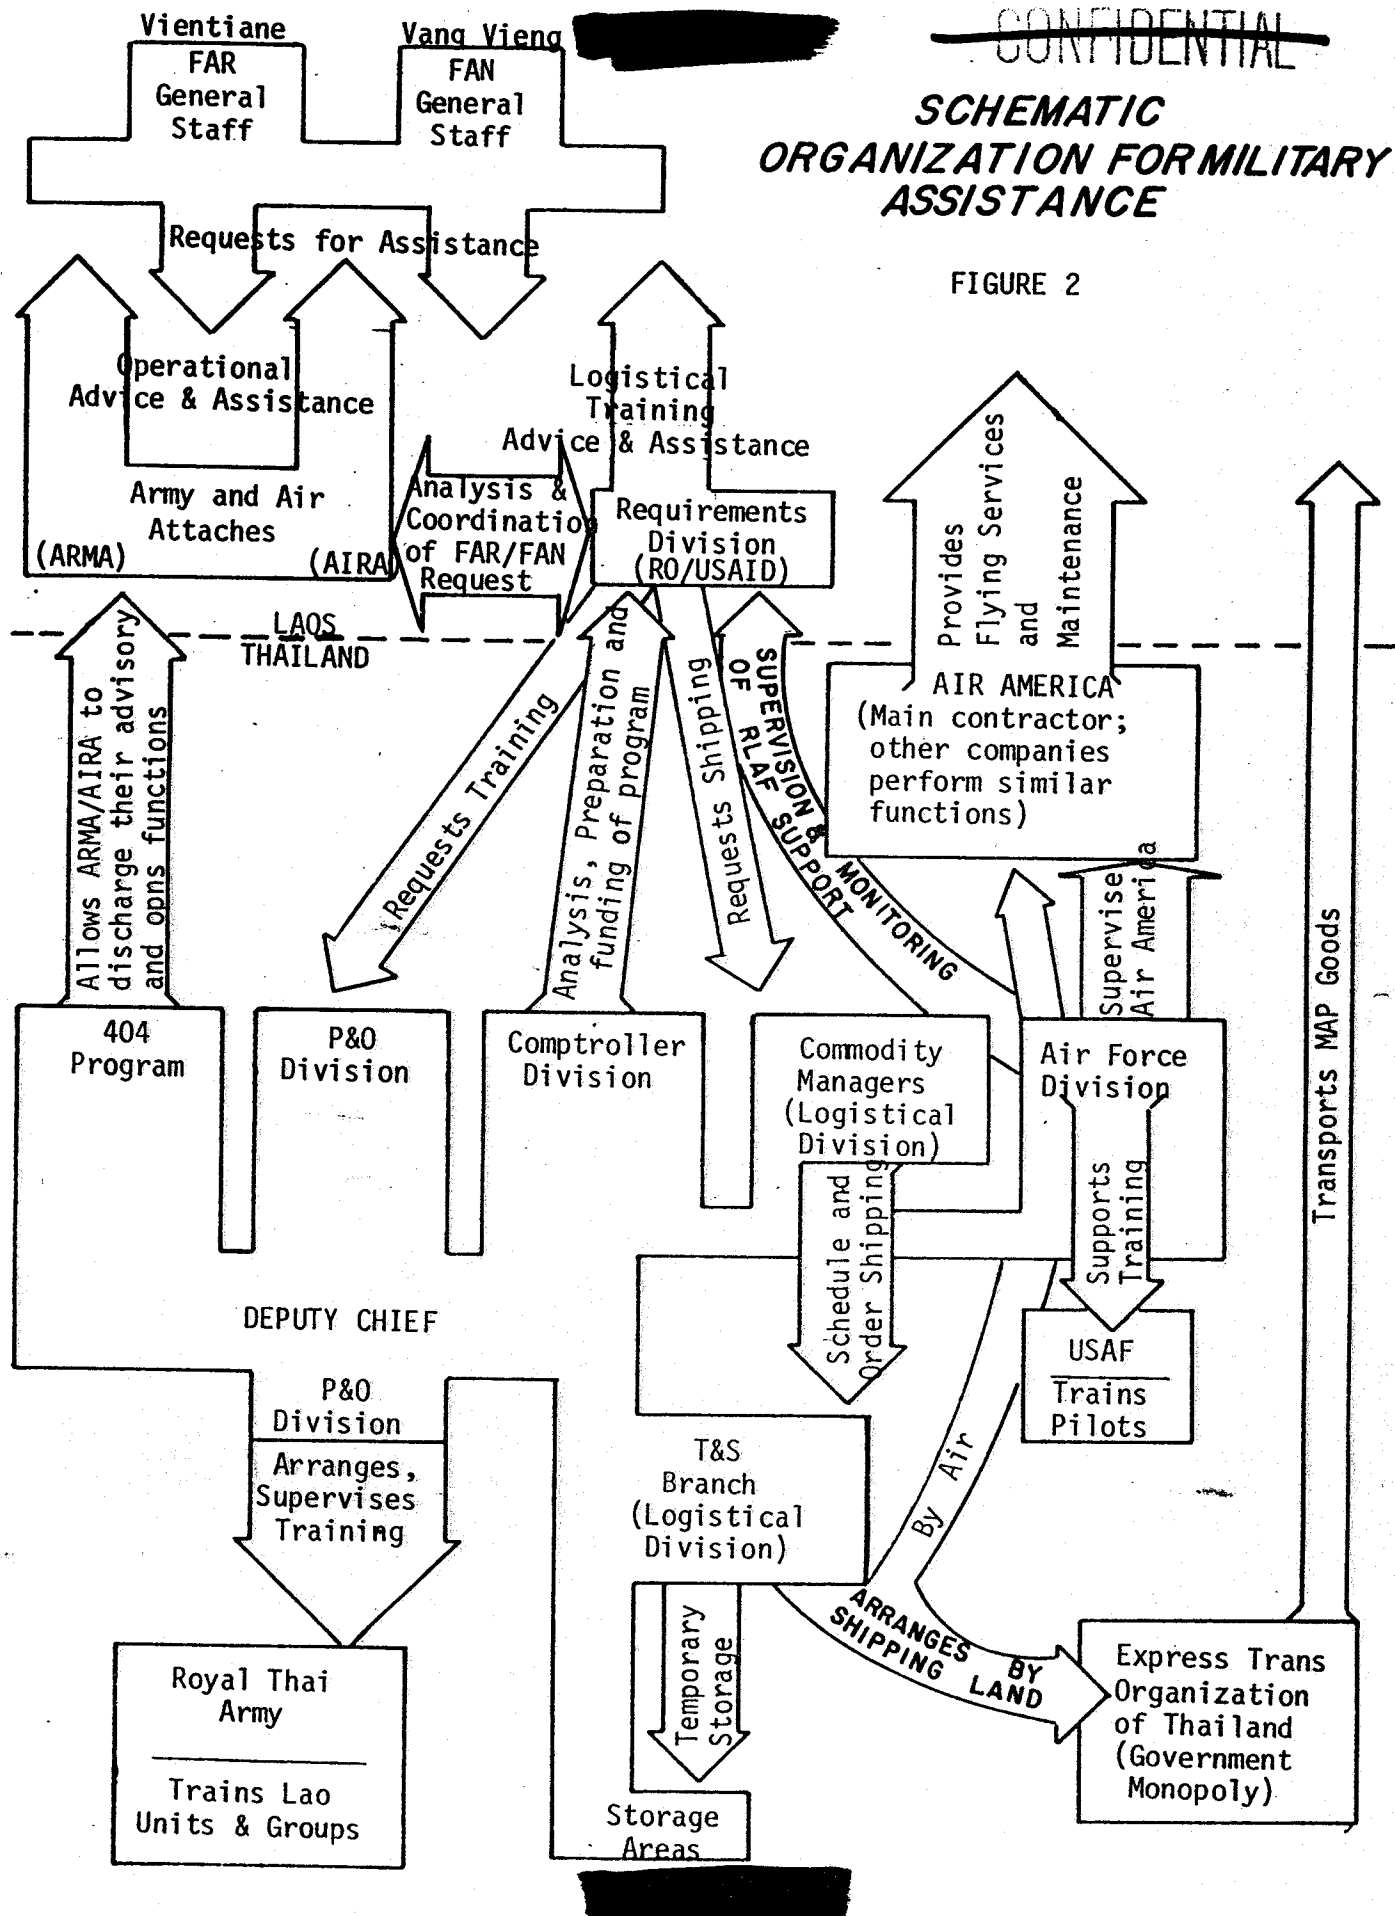 CONFIDENTIAL
SCHEMATIC
ORGANIZATION FOR MILITARY
ASSISTANCE
FIGURE 2
Vientiane
FAR
General
Staff
Vang Vieng
FAN
General
Staff
Requests for Assistance
Operational
Advice & Assistance
Army and Air
Attaches
(ARMA)
(AIRA)
Logistical
Training
Advice & Assistance
Analysis &
Coordination
of FAR/FAN
Request
Requirements
Division
(RO/USAID)
Provides
Flying Services
and
Maintenance
LAOS
THAILAND
AIR AMERICA
(Main contractor;
other companies
perform similar
functions)
Allows ARMA/AIRA to
discharge their advisory
and opns functions
Requests Training
Analysis, Preparation and
funding of program
Requests Shipping
SUPERVISION & MONITORING
OF RLAF SUPPORT
Supervise
Air America
Transports MAP Goods
404
Program
P&O
Division
Comptroller
Division
Commodity
Managers
(Logistical
Division)
Air Force
Division
Schedule and
Order Shipping
Supports
Training
DEPUTY CHIEF
USAF
Trains
Pilots
P&O
Division
Arranges,
Supervises
Training
T&S
Branch
(Logistical
Division)
By Air
ARRANGES BY
SHIPPING LAND
Temporary
Storage
Royal Thai
Army
Trains Lao
Units & Groups
Express Trans
Organization
of Thailand
(Government
Monopoly)
Storage
Areas